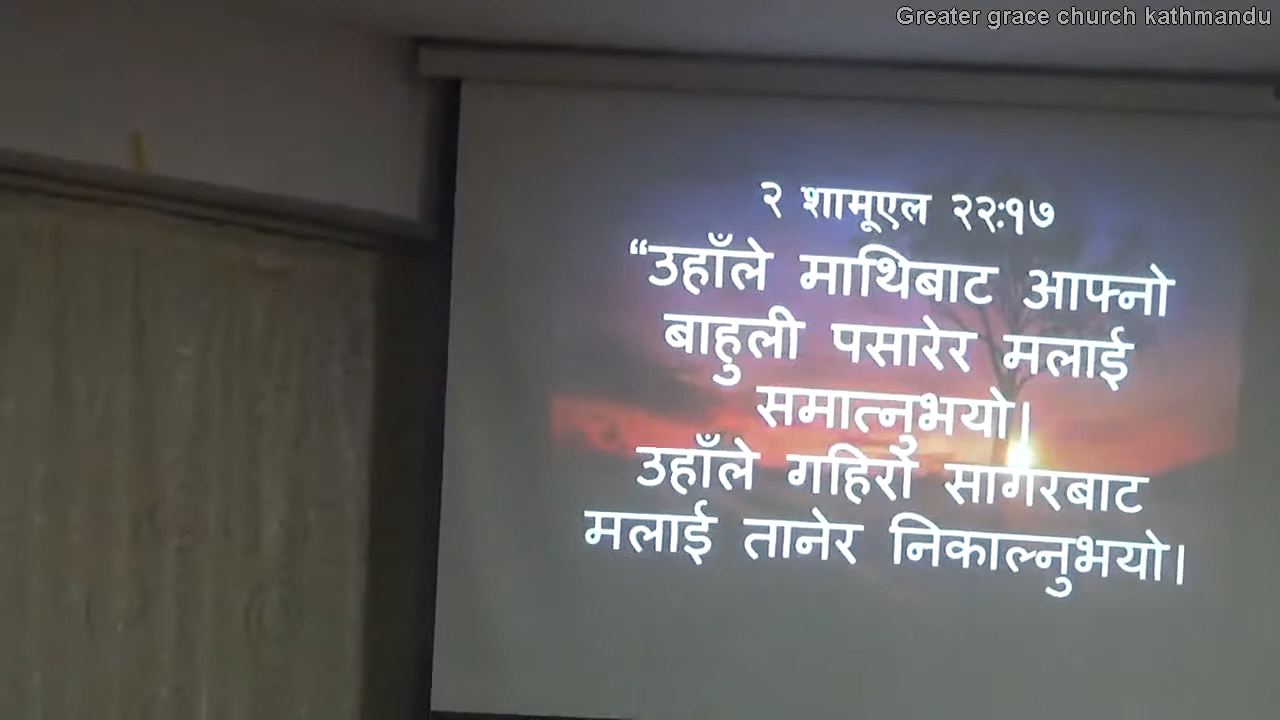 Greater grace church kathmandu
२ शामूएल २२:१७
“उहाँले माथिबाट आफ्नो
बाहुली पसारेर मलाई
समात्नुभयो।
उहाँले गहिरो सागरबाट
मलाई तानेर निकाल्नुभयो।